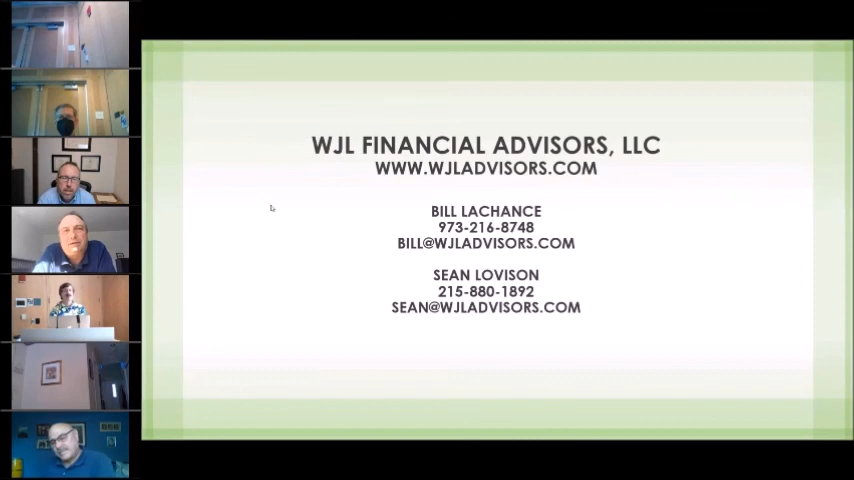 WJL FINANCIAL ADVISORS, LLC
WWW.WJLADVISORS.COM
BILL LACHANCE
973-216-8748
BILL@WJLADVISORS.COM
SEAN LOVISON
215-880-1892
SEAN@WJLADVISORS.COM